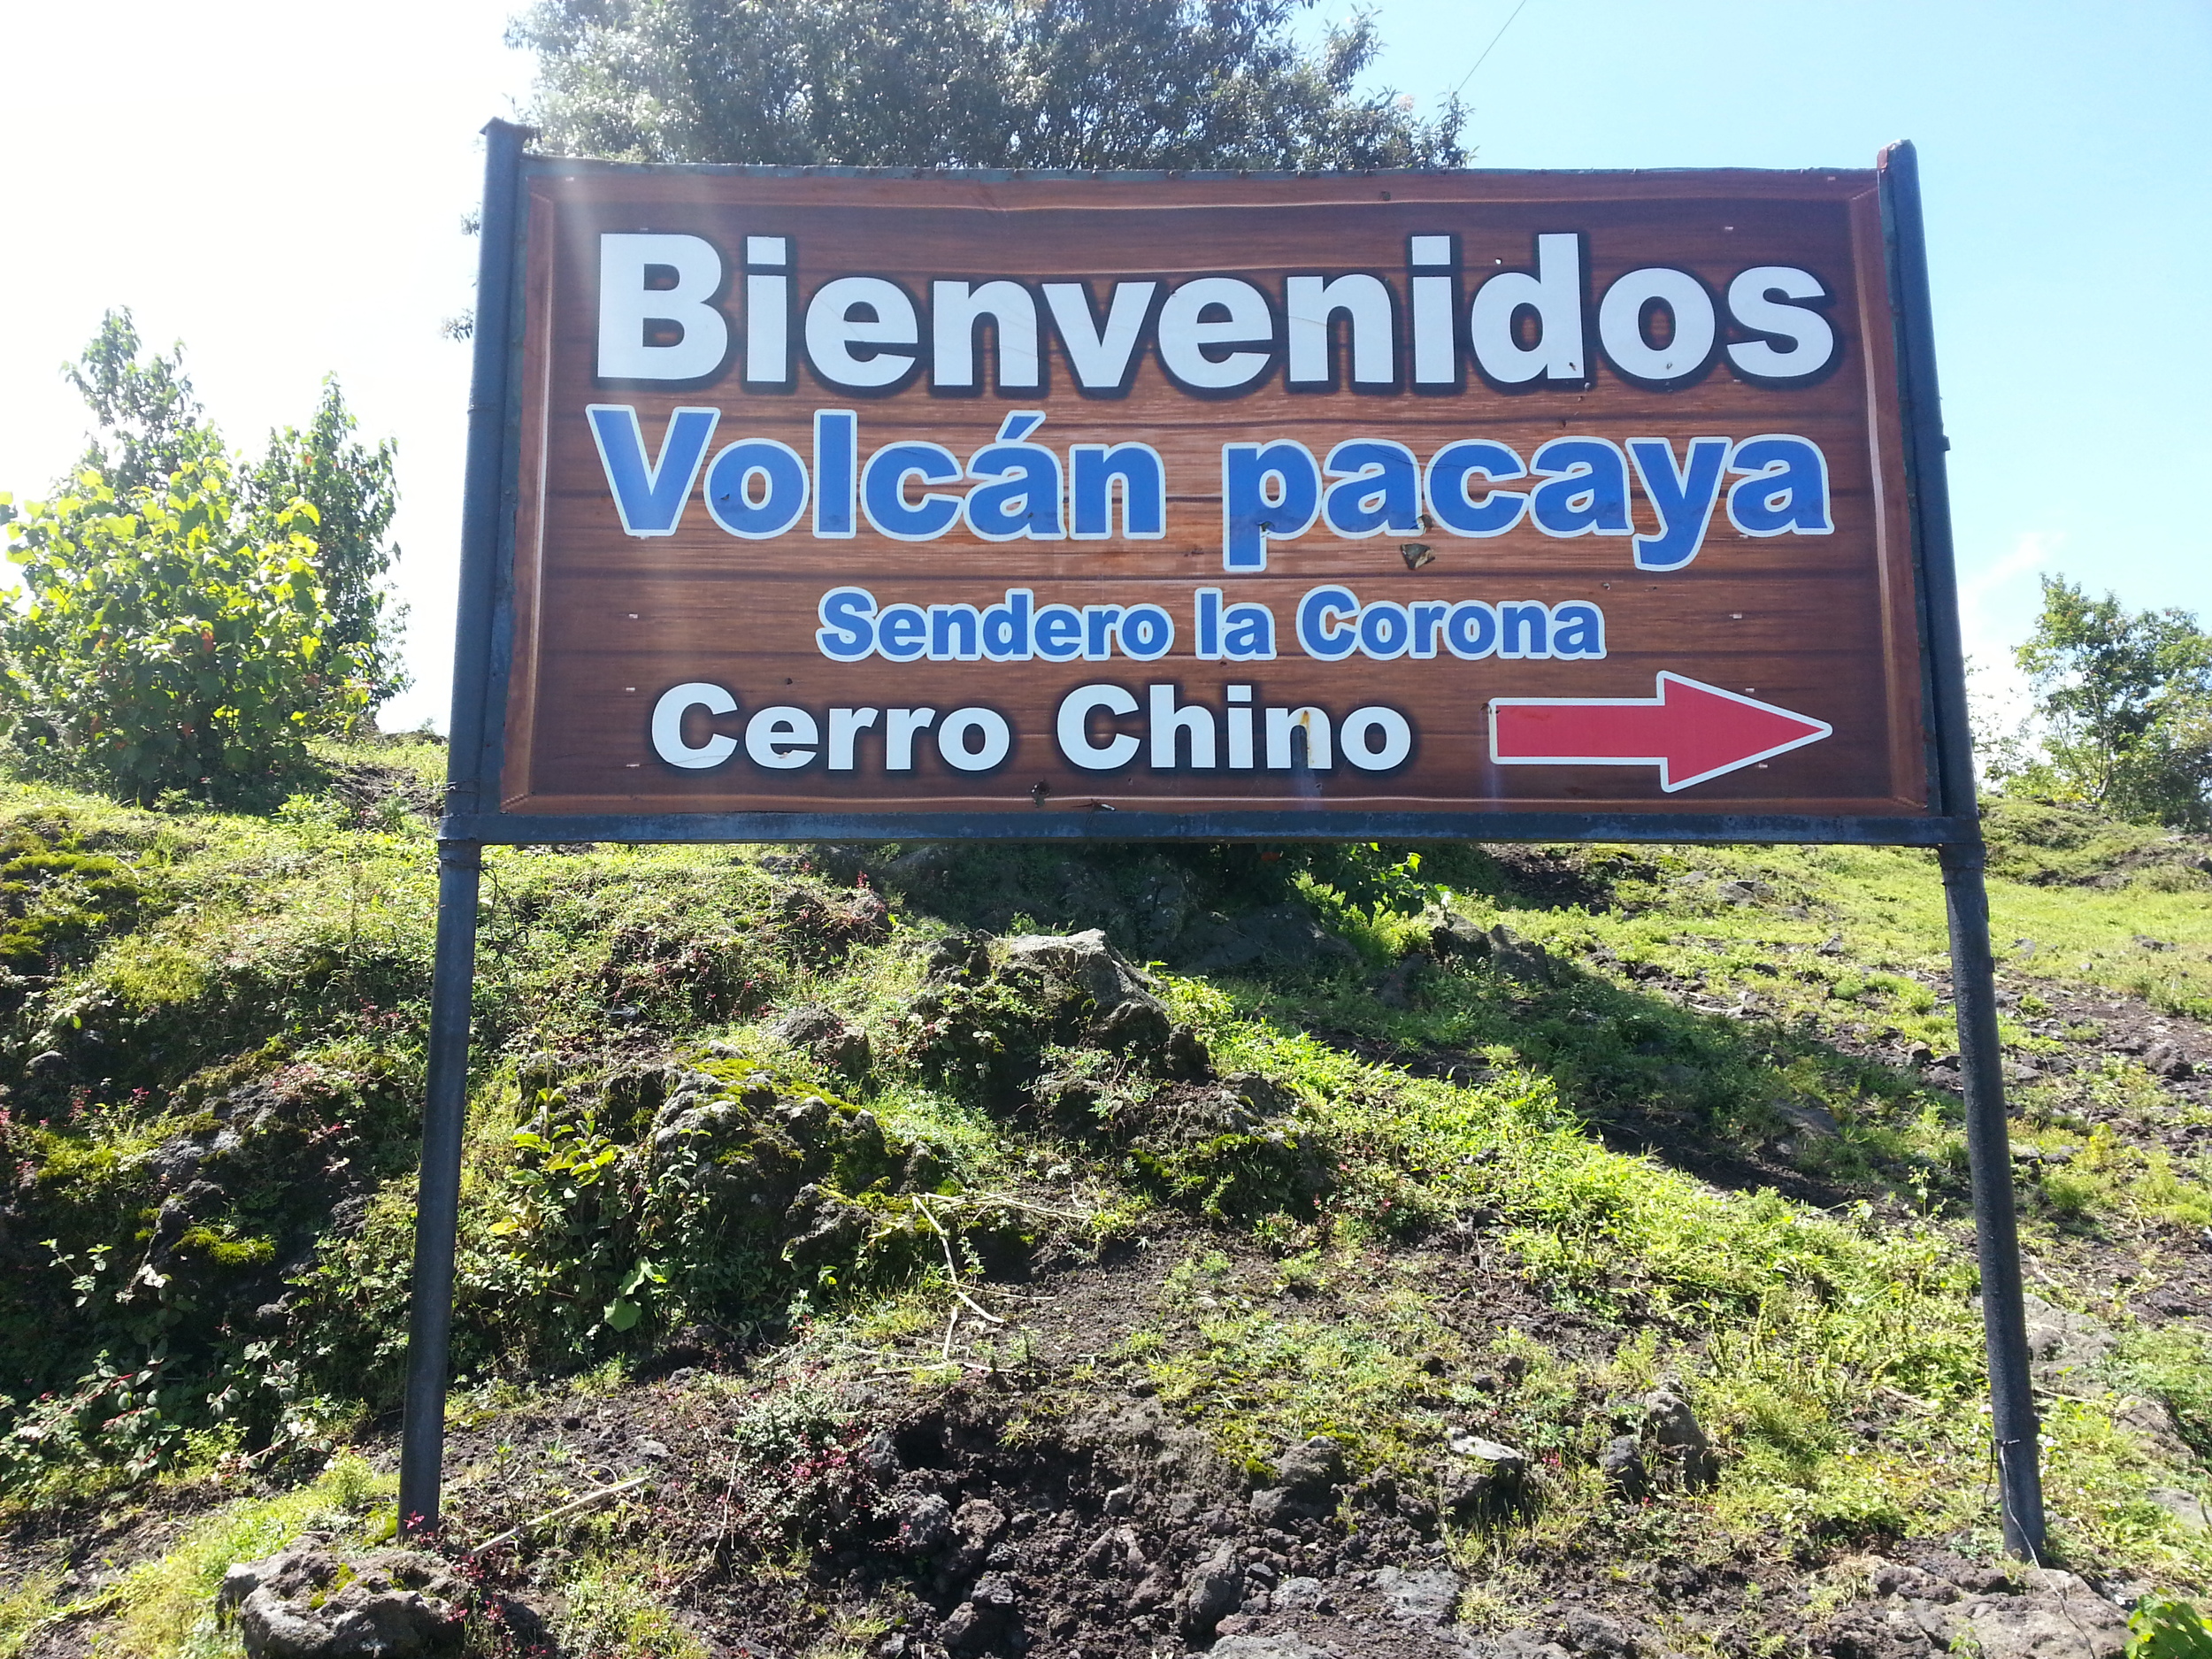 Bienvenidos
Volcán pacaya
Sendero la Corona
Cerro Chino